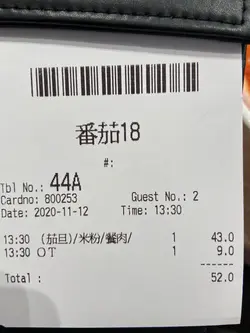 番茄18
#:
Tbl No.: 44A
Cardno: 800253 Guest No.: 2
Date: 2020-11-12 Time: 13:30
13:30 (茄旦)/米粉/餐肉/ 1 43.0
13:30 OT 1 9.0
Total : 52.0